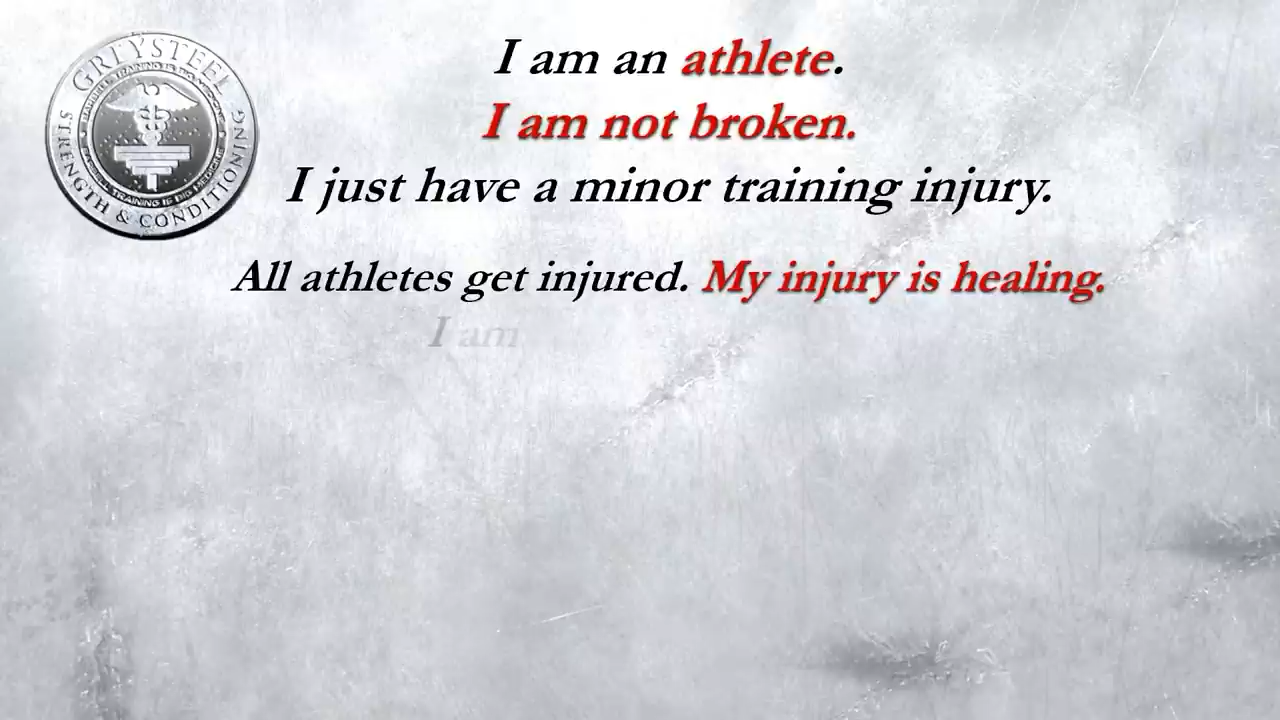 GREYSTEEL
STRENGTH & CONDITIONING
I am an athlete.
I am not broken.
I just have a minor training injury.
All athletes get injured. My injury is healing.
I am